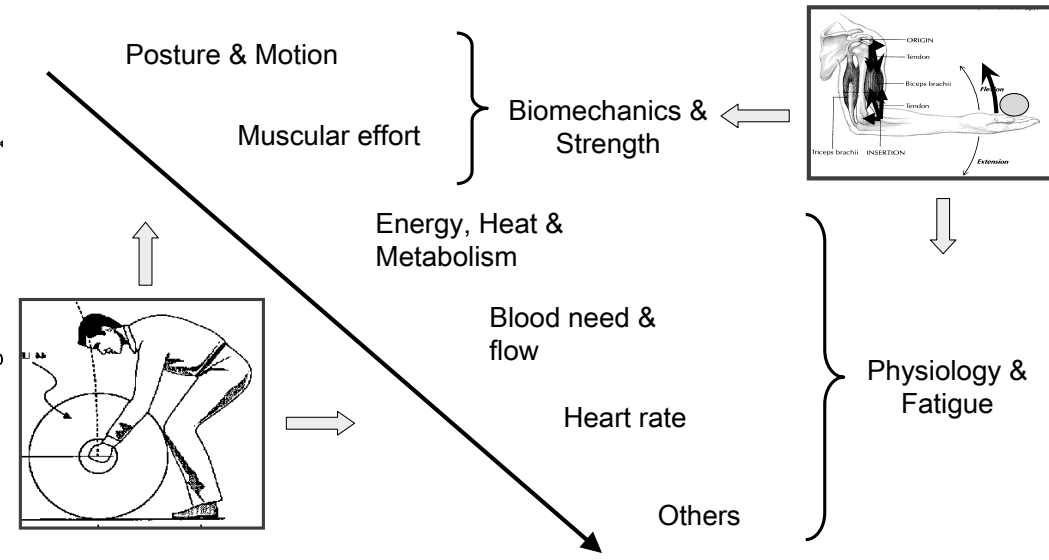 Posture & Motion
Muscular effort
Biomechanics &
Strength
ORIGIN
Tendon
Biceps brachii
Flexion
Tendon
Triceps brachii
INSERTION
Extension
Energy, Heat &
Metabolism
Blood need &
flow
Heart rate
Others
Physiology &
Fatigue